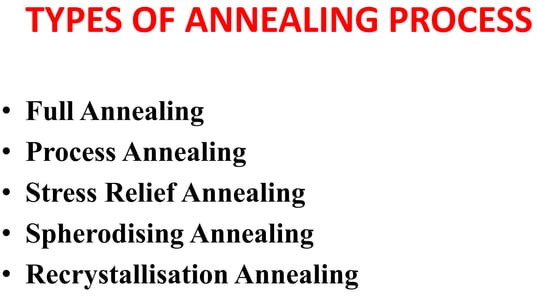 TYPES OF ANNEALING PROCESS
• Full Annealing
• Process Annealing
• Stress Relief Annealing
• Spherodising Annealing
• Recrystallisation Annealing